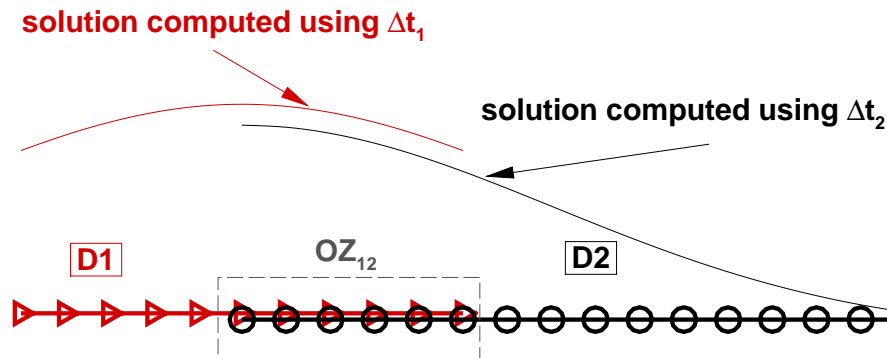 solution computed using Δt₁
solution computed using Δt₂
D1
OZ₁₂
D2